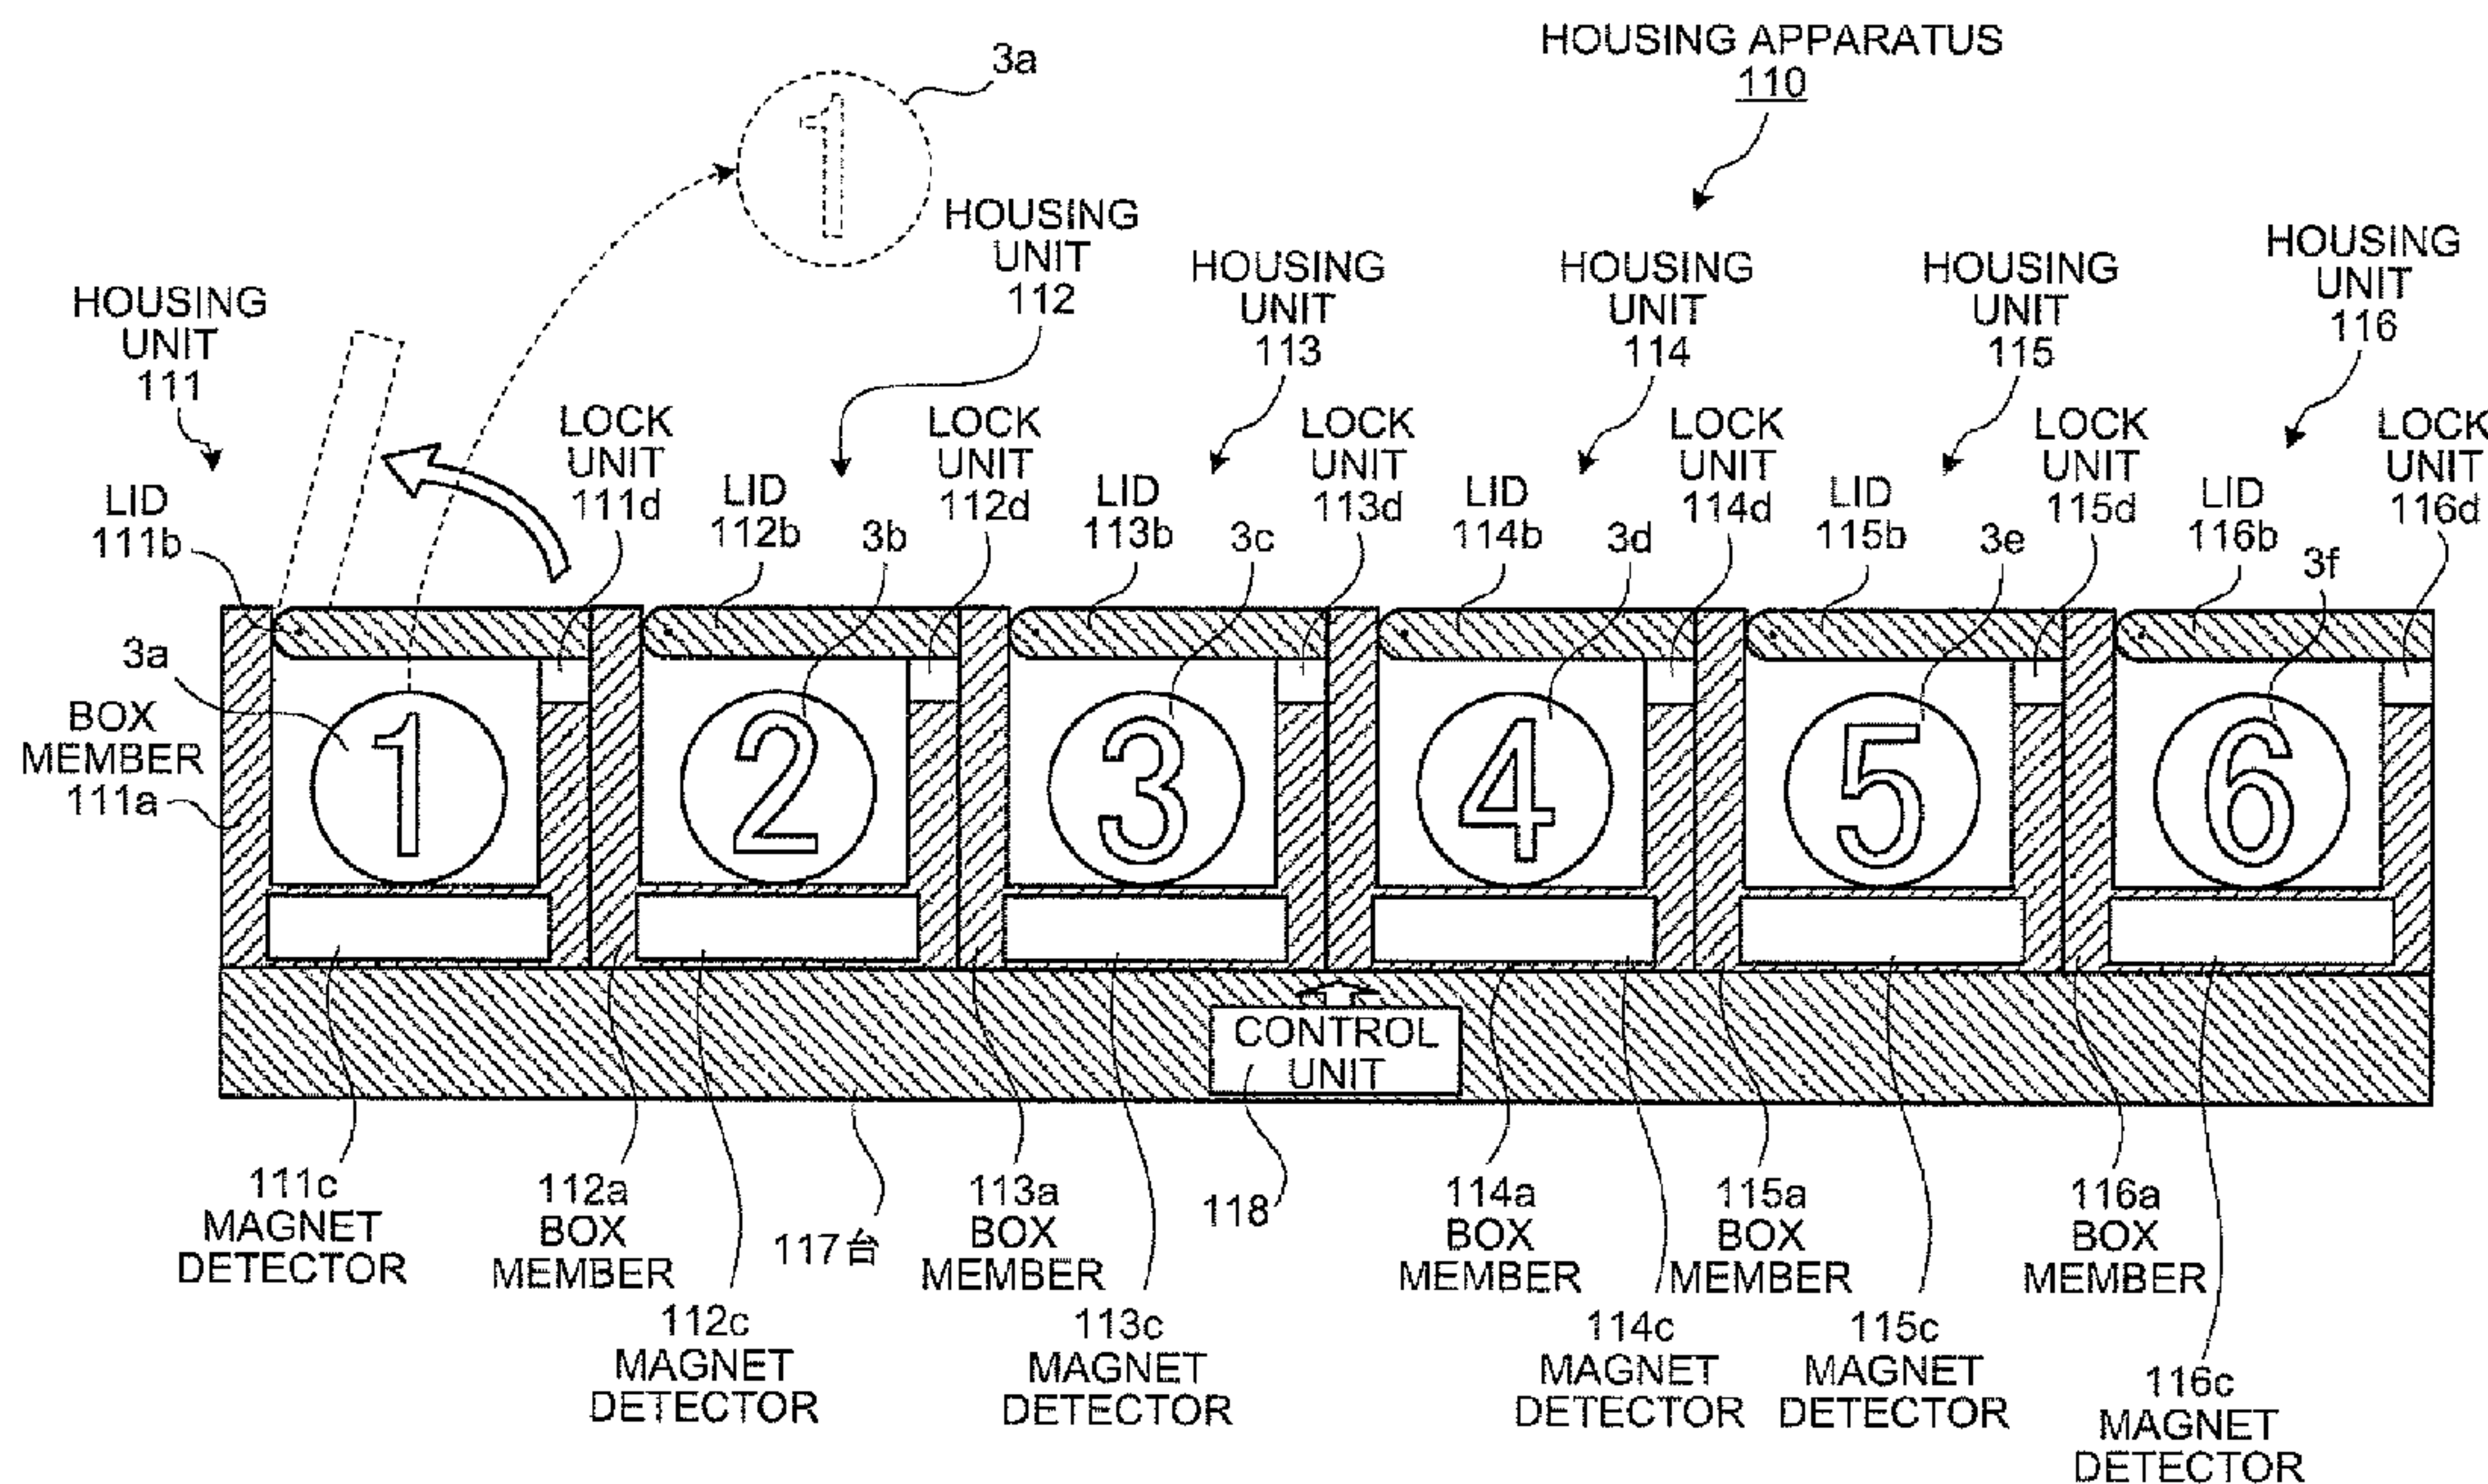 HOUSING APPARATUS
110
3a
1
HOUSING
UNIT
111
HOUSING
UNIT
112
HOUSING
UNIT
113
HOUSING
UNIT
114
HOUSING
UNIT
115
HOUSING
UNIT
116
LID
111b
LOCK
UNIT
111d
LID
112b
3b
LOCK
UNIT
112d
LID
113b
3c
LOCK
UNIT
113d
LID
114b
3d
LOCK
UNIT
114d
LID
115b
3e
LOCK
UNIT
115d
LID
116b
3f
LOCK
UNIT
116d
3a
BOX
MEMBER
111a
1
2
3
4
5
6
CONTROL
UNIT
111c
MAGNET
DETECTOR
112a
BOX
MEMBER
112c
MAGNET
DETECTOR
117台
113a
BOX
MEMBER
113c
MAGNET
DETECTOR
118
114a
BOX
MEMBER
114c
MAGNET
DETECTOR
115a
BOX
MEMBER
115c
MAGNET
DETECTOR
116a
BOX
MEMBER
116c
MAGNET
DETECTOR